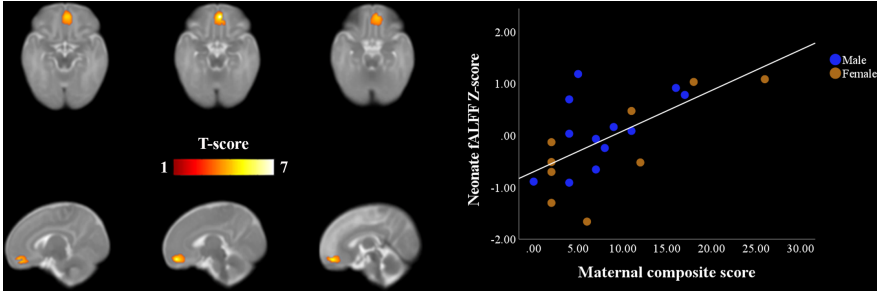 T-score
1 7
Neonate fALFF Z-score
2.00
1.00
.00
-1.00
-2.00
.00 5.00 10.00 15.00 20.00 25.00 30.00
Maternal composite score
Male
Female